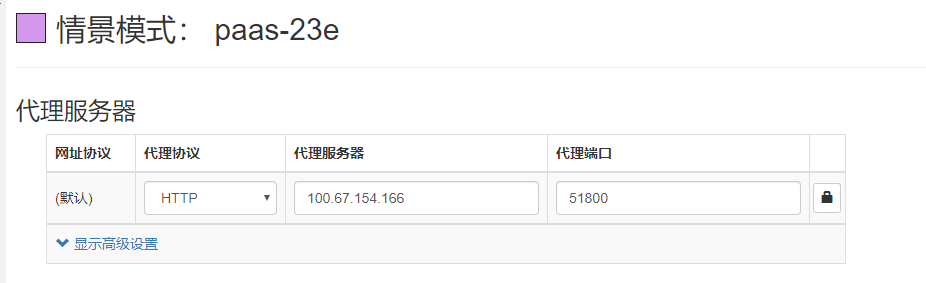 情景模式： paas-23e
代理服务器
网址协议 代理协议 代理服务器 代理端口
(默认) HTTP 100.67.154.166 51800
显示高级设置